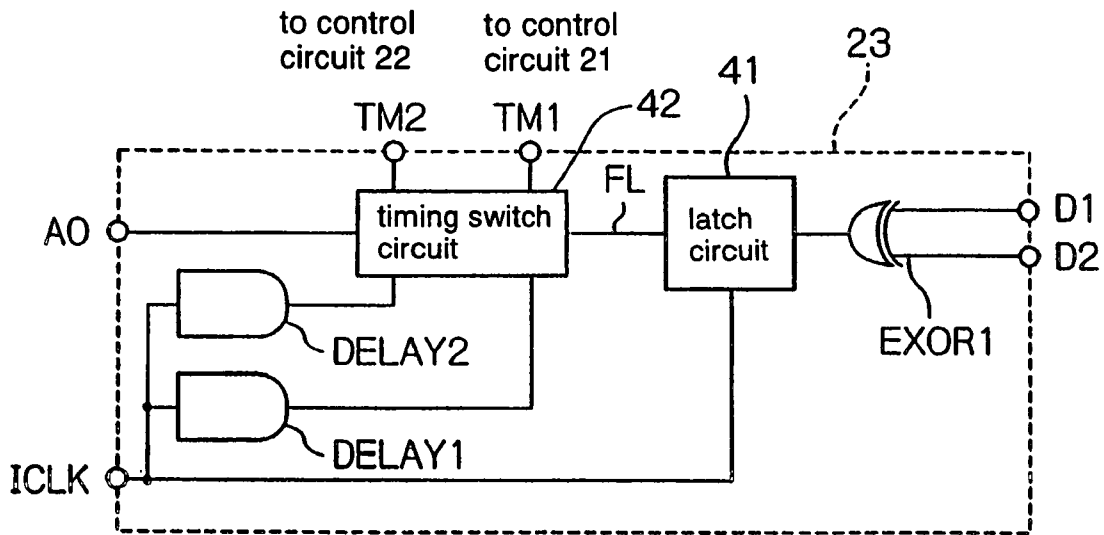 to control
circuit 22
to control
circuit 21
23
TM2
TM1
42
41
FL
A0
timing switch
circuit
latch
circuit
D1
D2
DELAY2
EXOR1
DELAY1
ICLK